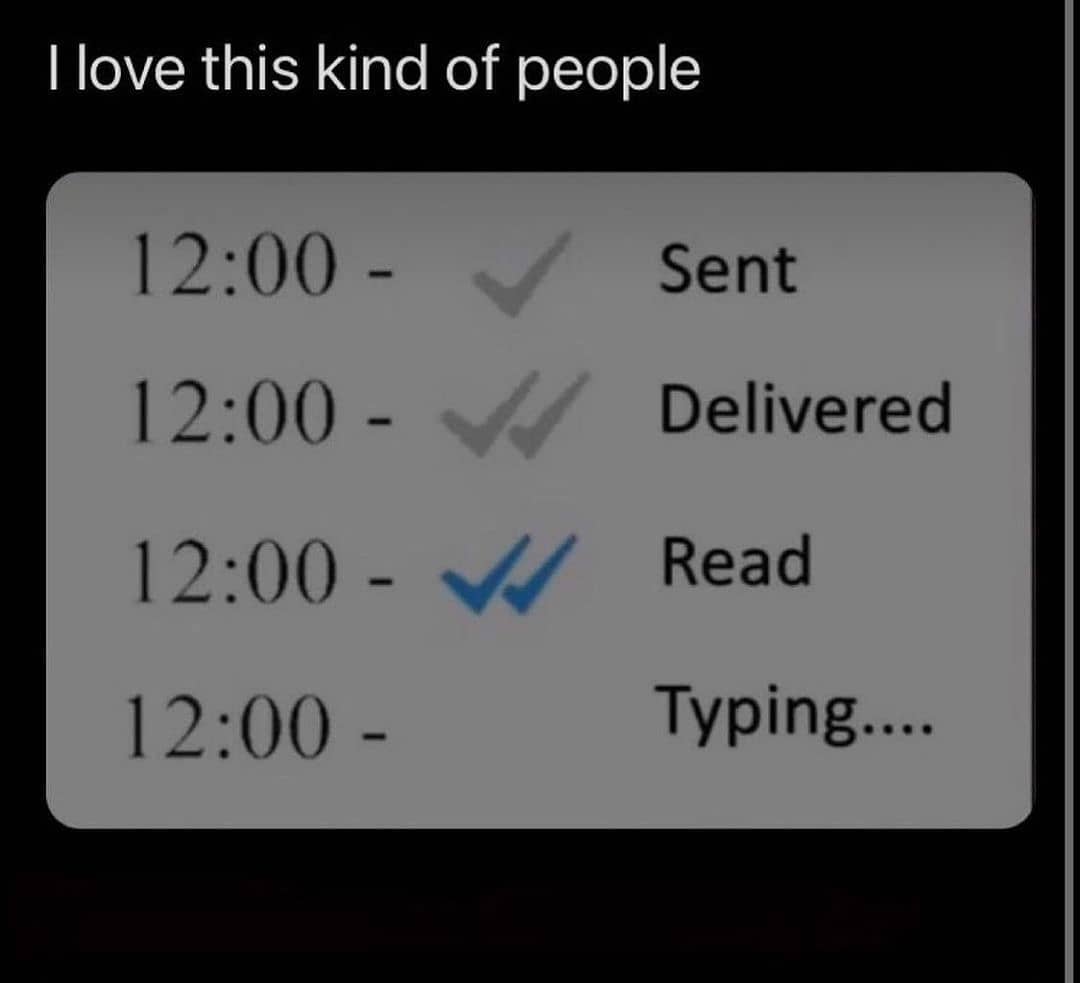 I love this kind of people
12:00 - Sent
12:00 - Delivered
12:00 - Read
12:00 - Typing....